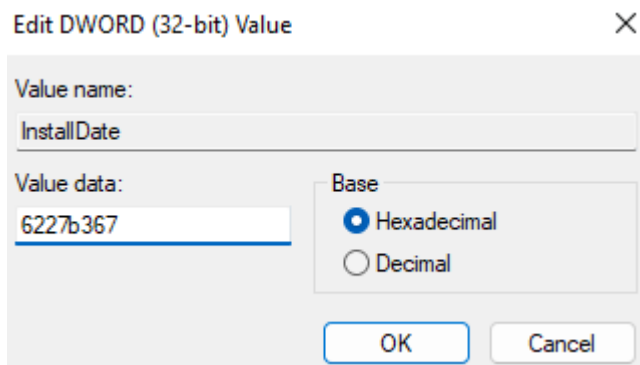 Edit DWORD (32-bit) Value
Value name:
InstallDate
Value data:
6227b367
Base
Hexadecimal
Decimal
OK
Cancel